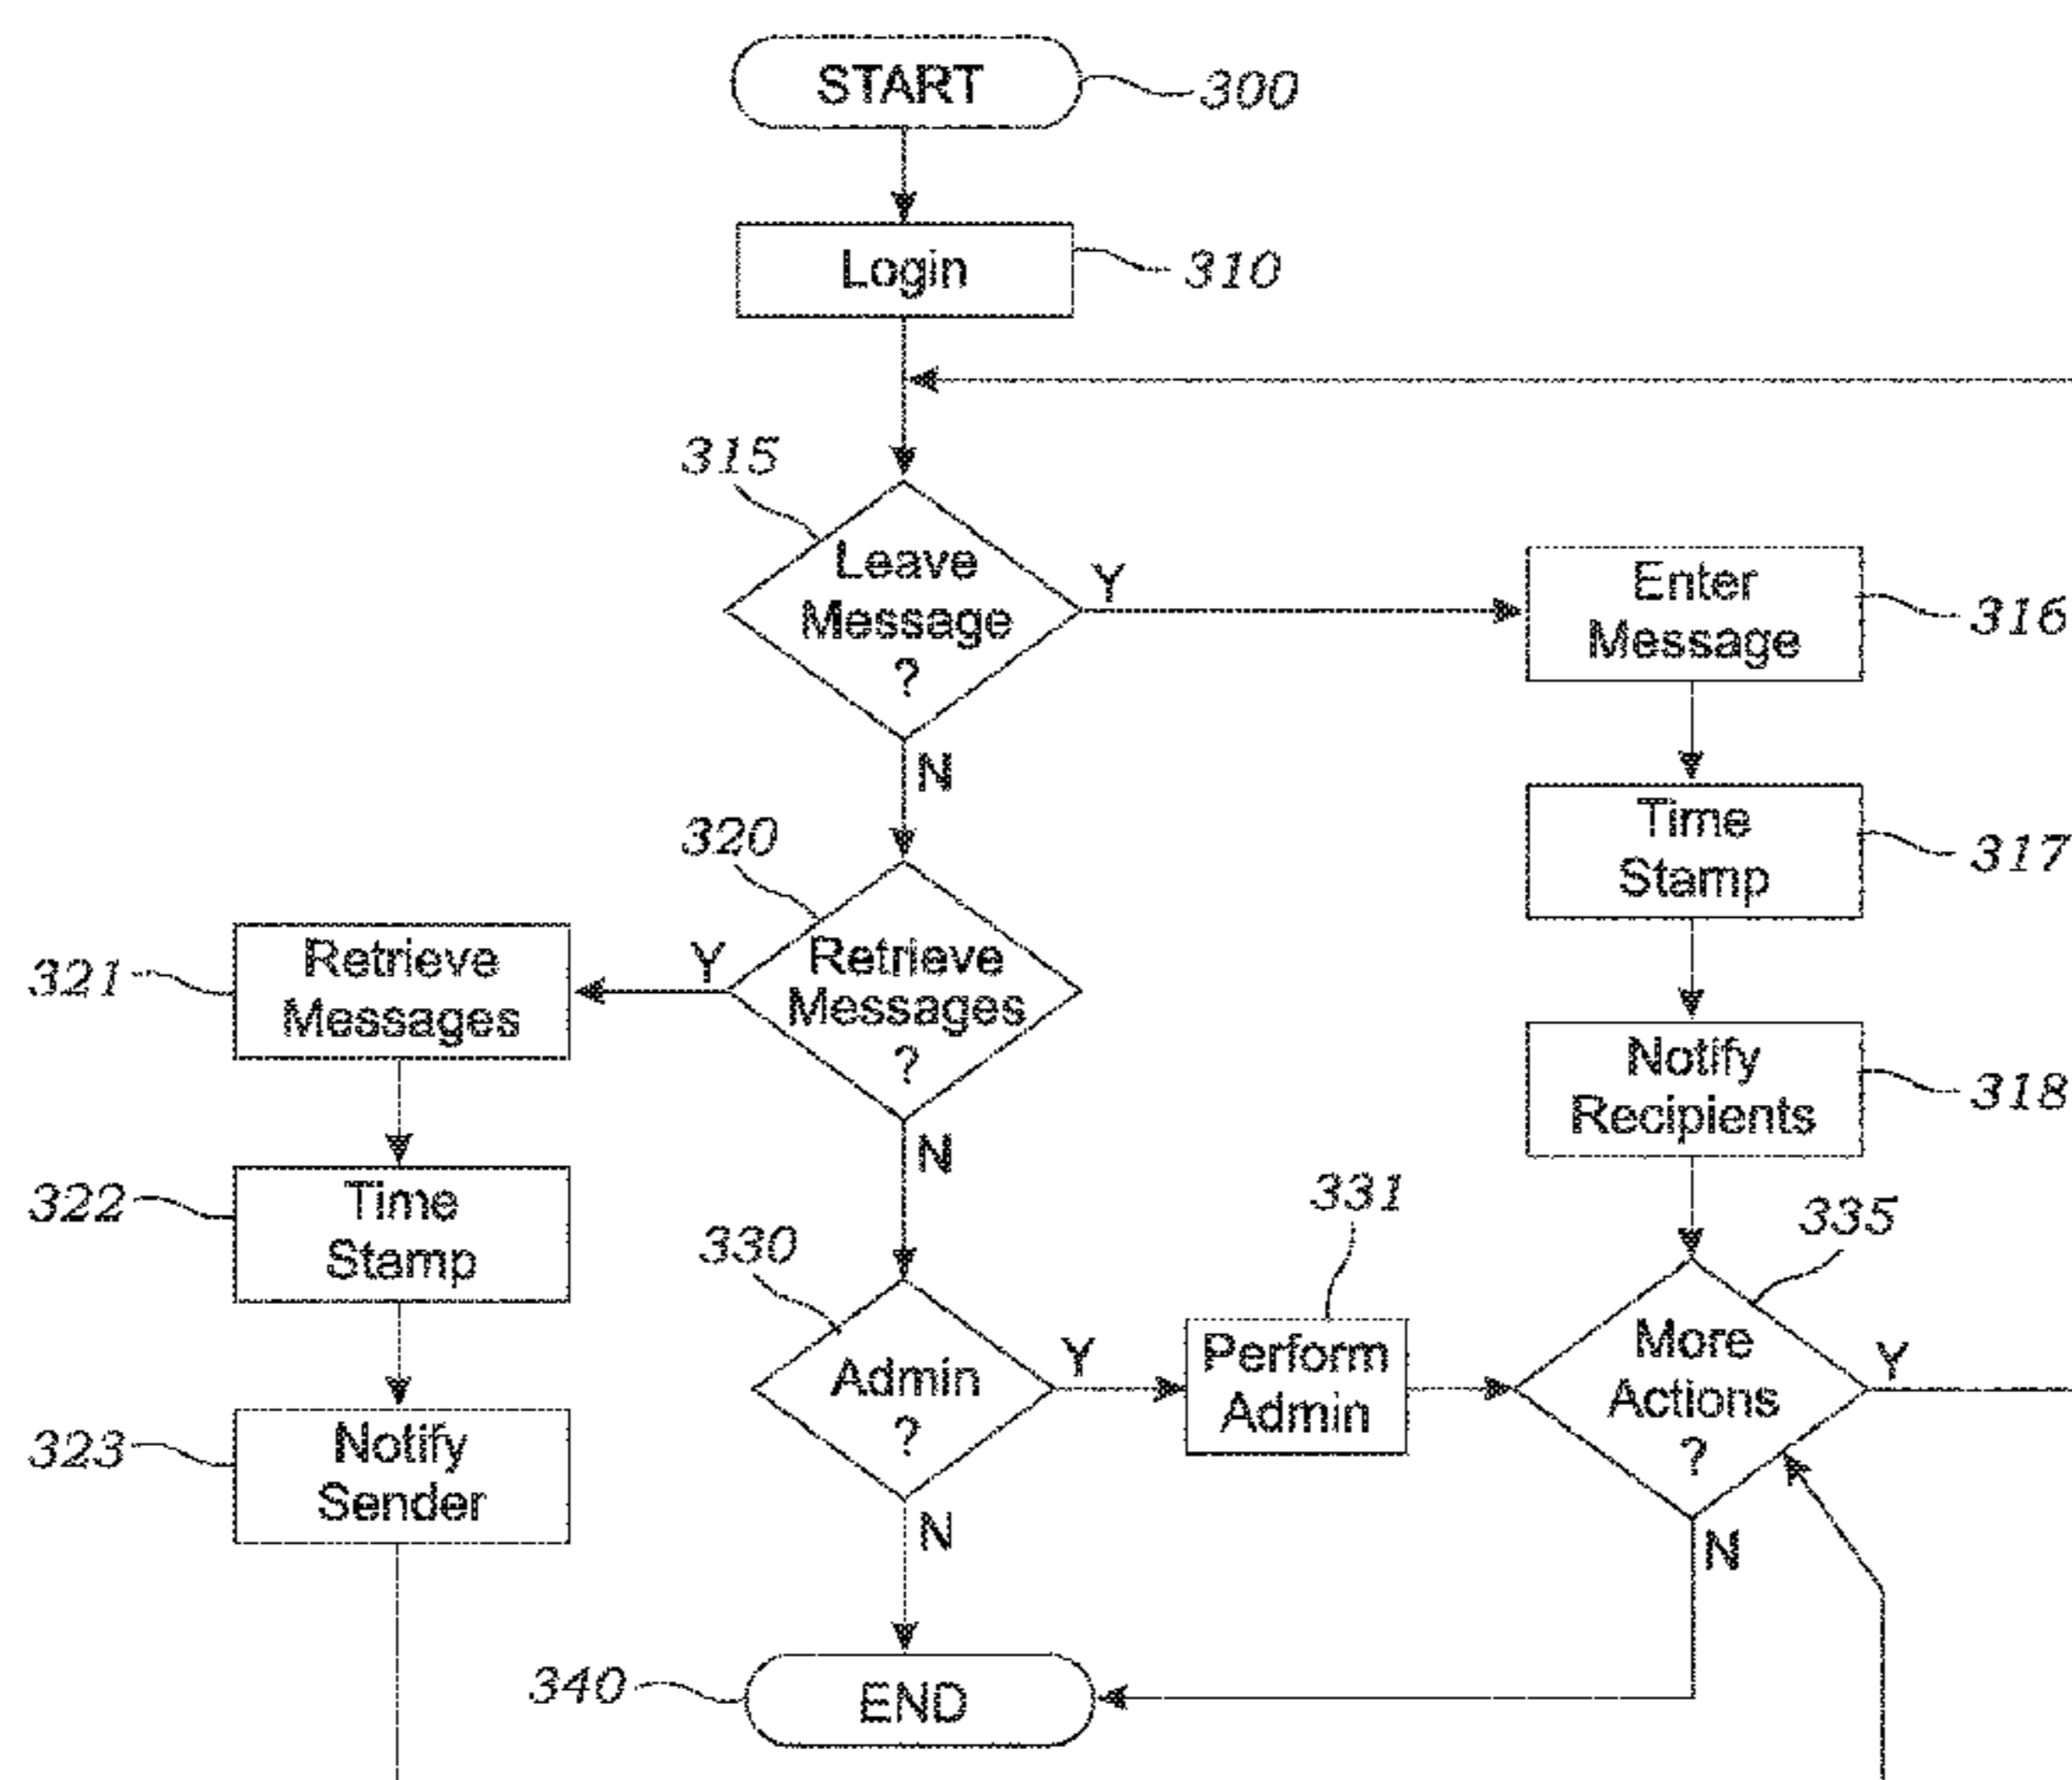 START
300
Login
310
315
Leave
Message
?
Y
N
Enter
Message
316
Time
Stamp
317
320
Retrieve
Messages
?
Y
N
321
Retrieve
Messages
Notify
Recipients
318
322
Time
Stamp
330
Admin
?
Y
N
331
Perform
Admin
335
More
Actions
?
Y
N
323
Notify
Sender
340
END